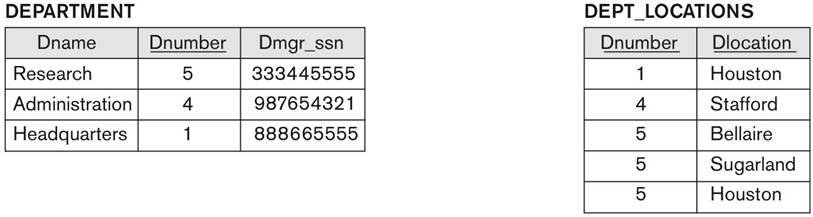 DEPARTMENT
Dname Dnumber Dmgr_ssn
Research 5 333445555
Administration 4 987654321
Headquarters 1 888665555
DEPT_LOCATIONS
Dnumber Dlocation
1 Houston
4 Stafford
5 Bellaire
5 Sugarland
5 Houston